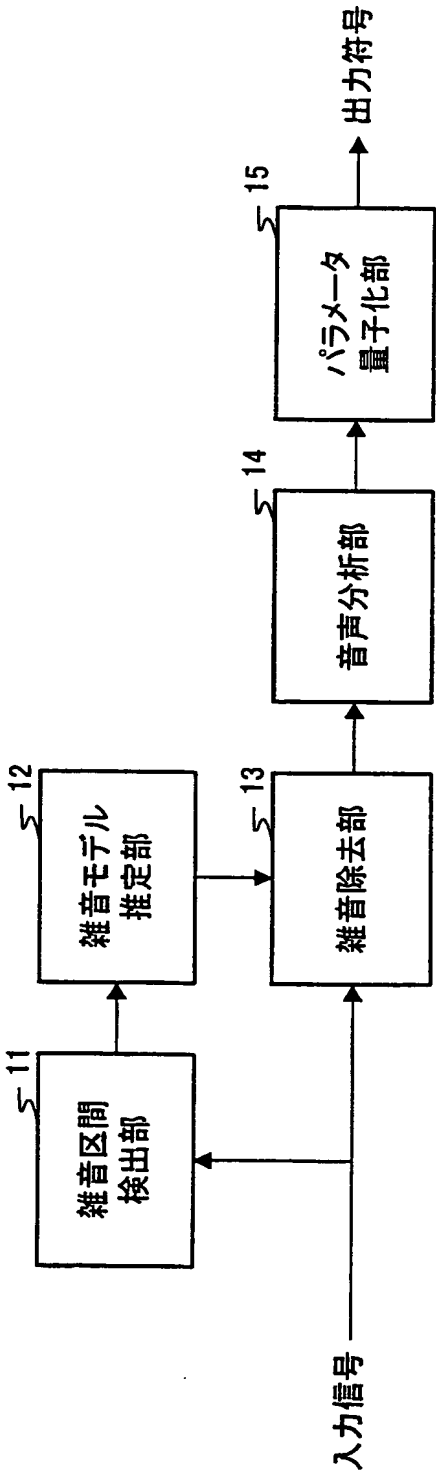 入力信号
11
雑音区間
検出部
12
雑音モデル
推定部
13
雑音除去部
14
音声分析部
15
パラメータ
量子化部
出力符号